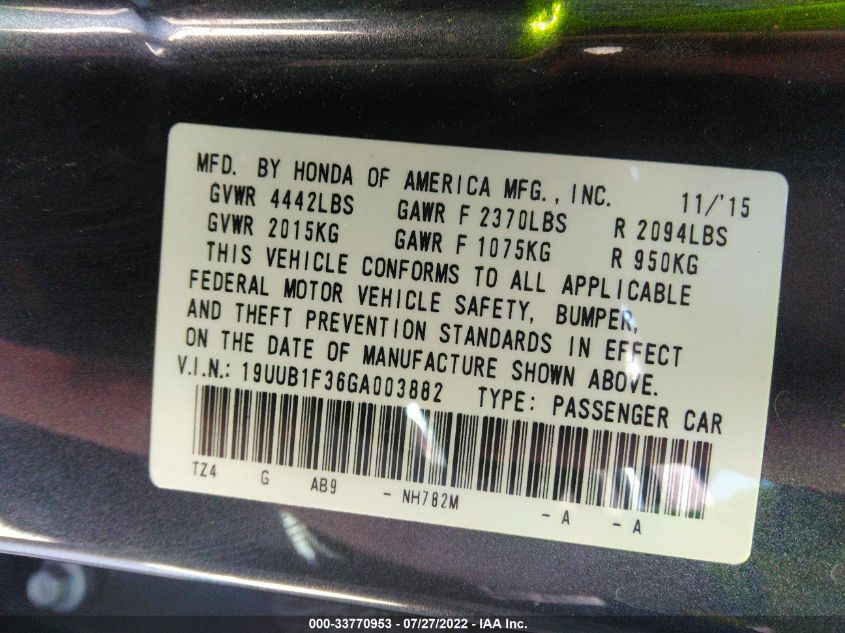 MFD. BY HONDA OF AMERICA MFG., INC. 11/'15
GVWR 4442LBS GAWR F 2370LBS R 2094LBS
GVWR 2015KG GAWR F 1075KG R 950KG
THIS VEHICLE CONFORMS TO ALL APPLICABLE
FEDERAL MOTOR VEHICLE SAFETY, BUMPER,
AND THEFT PREVENTION STANDARDS IN EFFECT
ON THE DATE OF MANUFACTURE SHOWN ABOVE.
V.I.N.: 19UUB1F36GA003882 TYPE: PASSENGER CAR
TZ4 G AB9 - NH782M - A - A
000-33770953 / 07/27/2022 - IAA Inc.